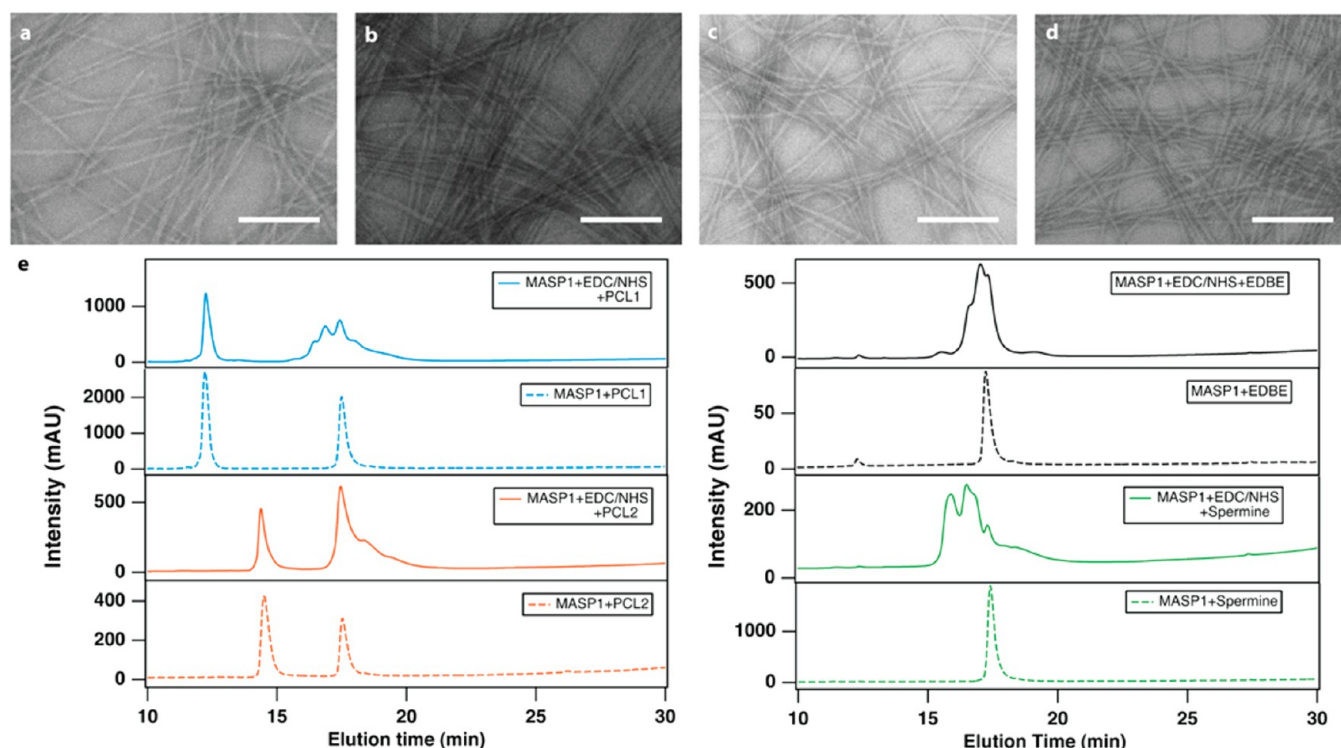 a
b
c
d
e
MASP1+EDC/NHS
+PCL1
1000
0
MASP1+PCL1
2000
1000
0
MASP1+EDC/NHS
+PCL2
500
0
MASP1+PCL2
400
200
0
Intensity (mAU)
10 15 20 25 30
Elution time (min)
MASP1+EDC/NHS+EDBE
500
0
MASP1+EDBE
50
0
MASP1+EDC/NHS
+Spermine
200
0
MASP1+Spermine
1000
0
Intensity (mAU)
10 15 20 25 30
Elution Time (min)